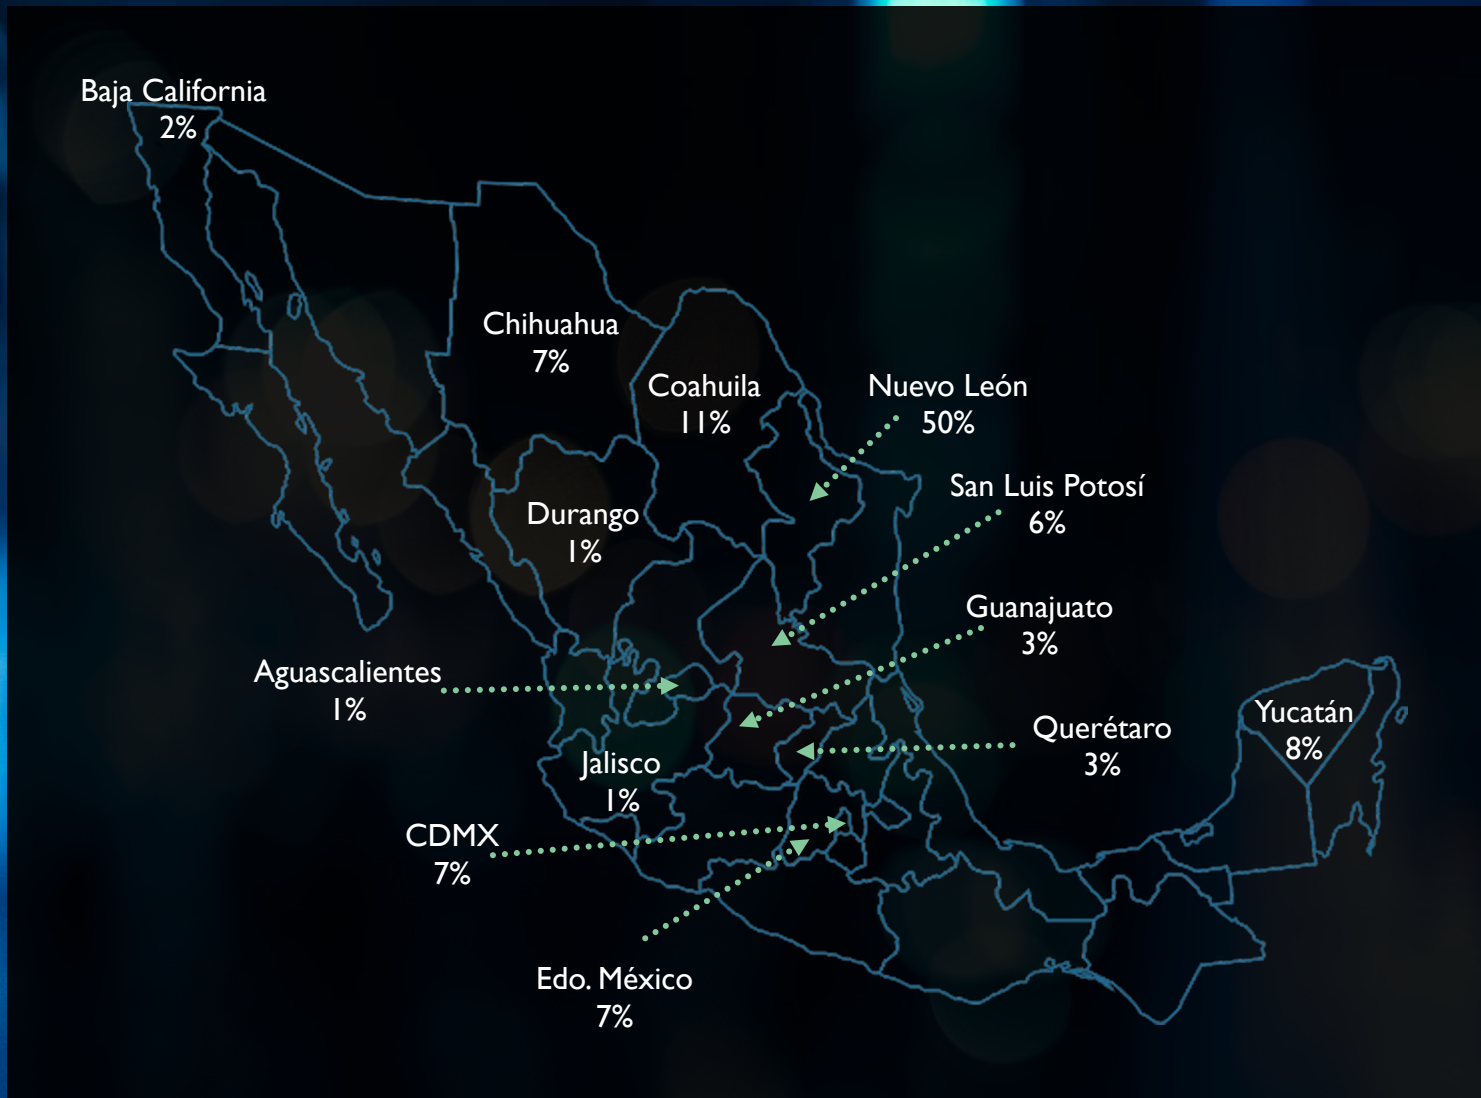 Baja California
2%
Chihuahua
7%
Coahuila
11%
Nuevo León
50%
San Luis Potosí
6%
Durango
1%
Guanajuato
3%
Aguascalientes
1%
Querétaro
3%
Yucatán
8%
Jalisco
1%
CDMX
7%
Edo. México
7%